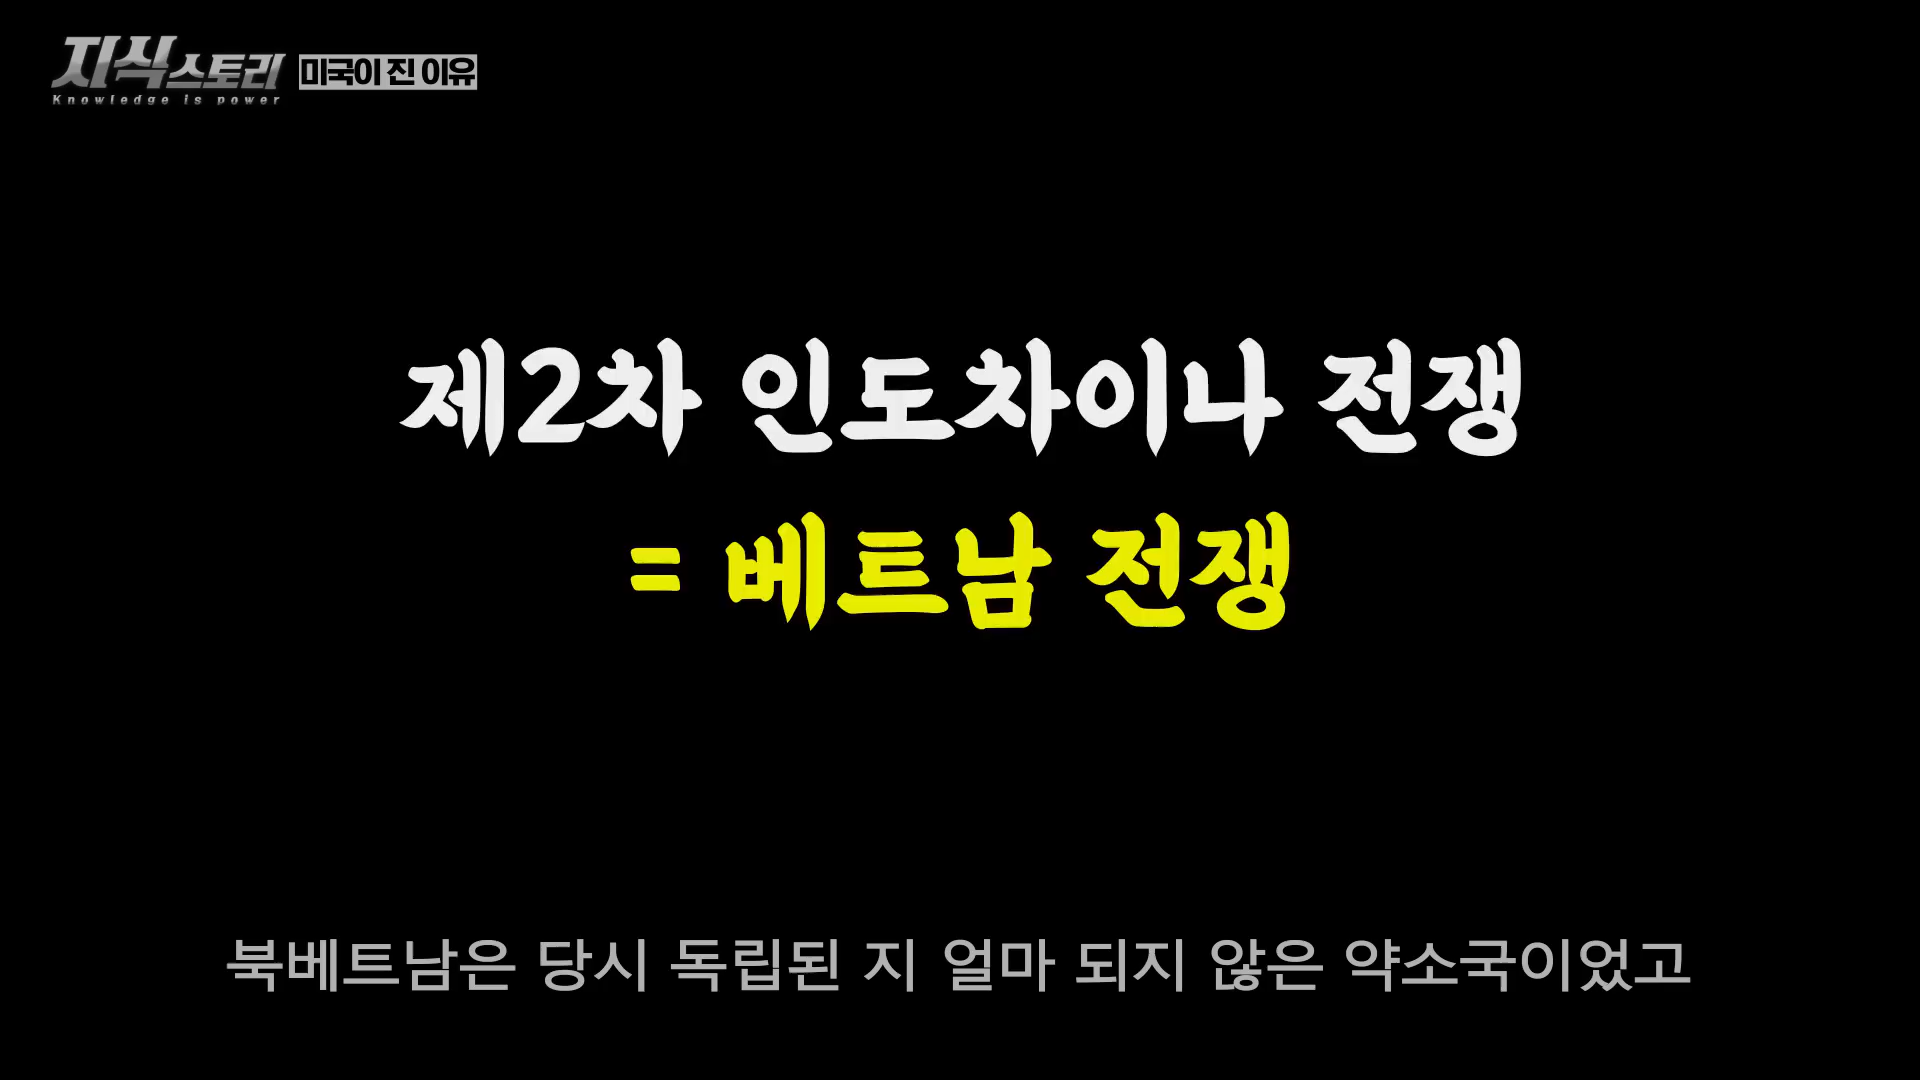 지식스토리 미국이 진 이유
Knowledge is power
제2차 인도차이나 전쟁
= 베트남 전쟁
북베트남은 당시 독립된 지 얼마 되지 않은 약소국이었고